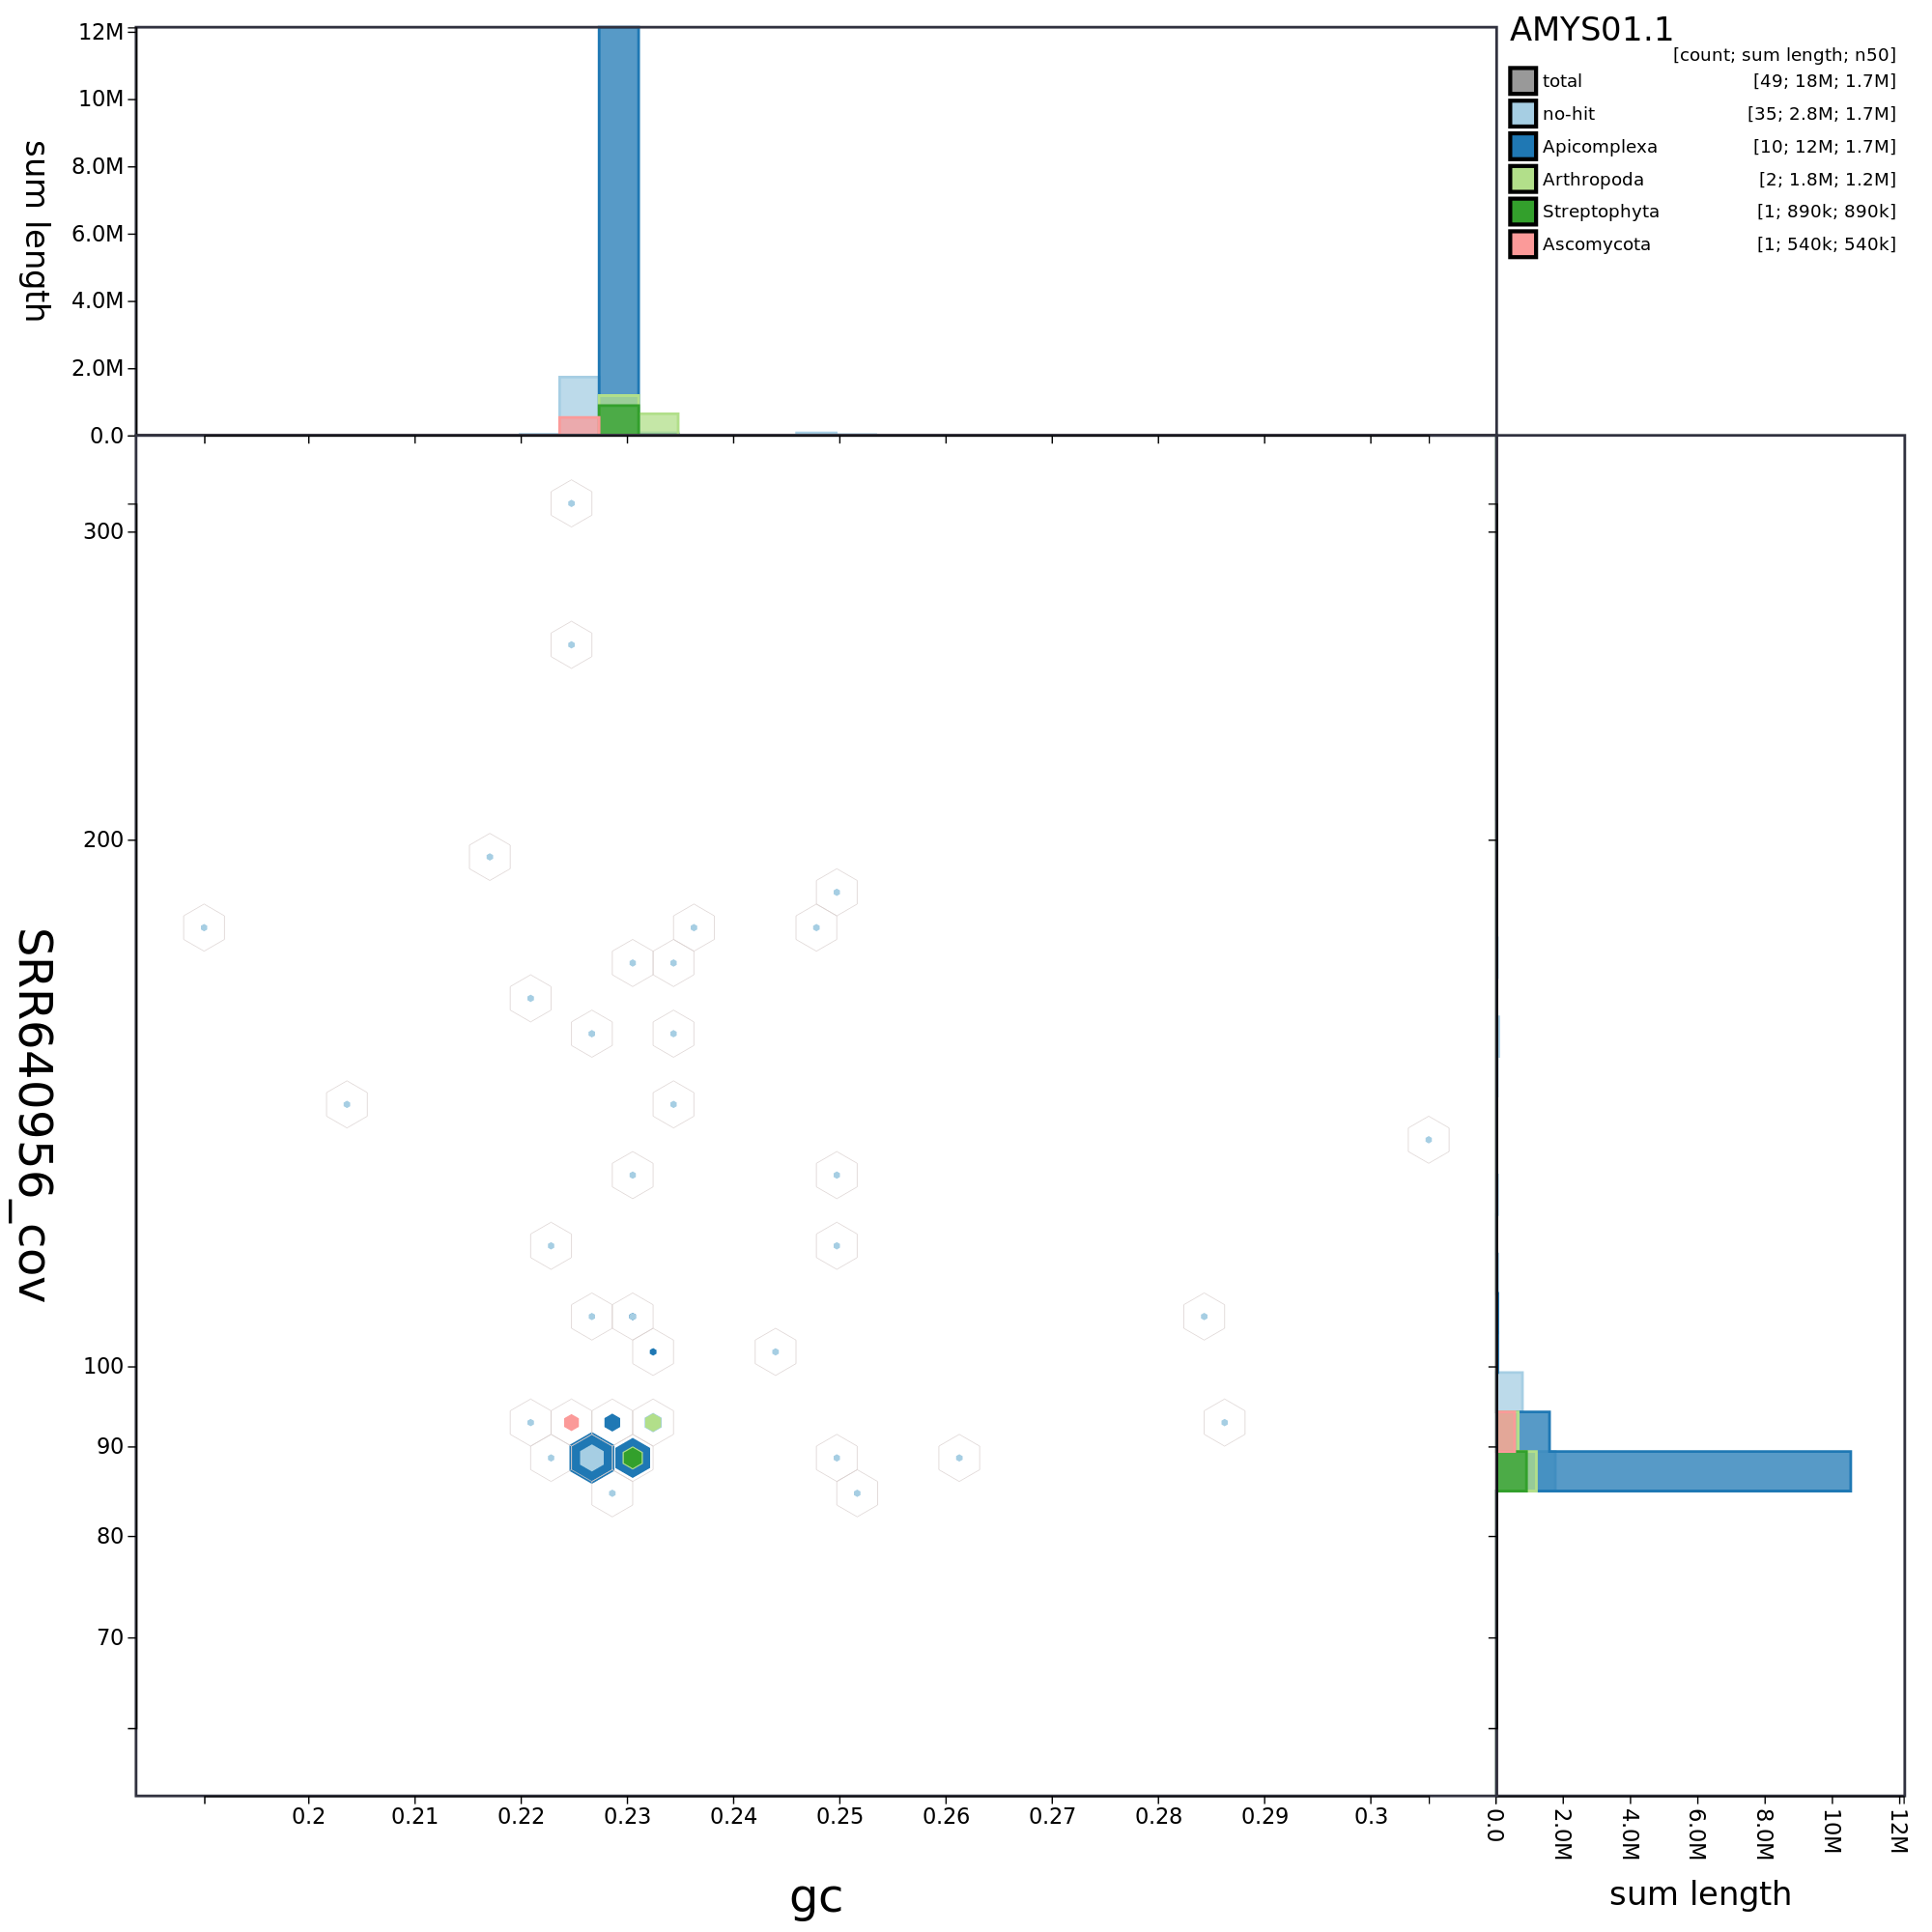 AMYS01.1
[count; sum length; n50]
total [49; 18M; 1.7M]
no-hit [35; 2.8M; 1.7M]
Apicomplexa [10; 12M; 1.7M]
Arthropoda [2; 1.8M; 1.2M]
Streptophyta [1; 890k; 890k]
Ascomycota [1; 540k; 540k]
sum length
12M
10M
8.0M
6.0M
4.0M
2.0M
0.0
SRR640956_cov
300
200
100
90
80
70
0.2 0.21 0.22 0.23 0.24 0.25 0.26 0.27 0.28 0.29 0.3
gc
0.0 2.0M 4.0M 6.0M 8.0M 10M 12M
sum length